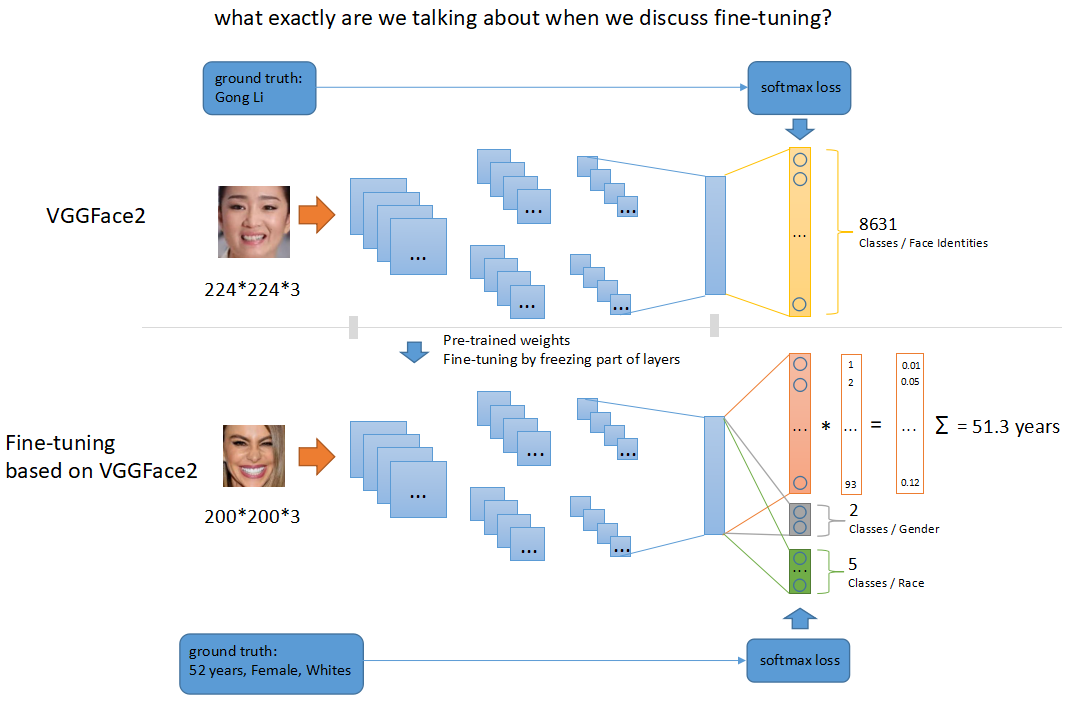 what exactly are we talking about when we discuss fine-tuning?
ground truth:
Gong Li
softmax loss
VGGFace2
224*224*3
...
...
...
...
...
...
8631
Classes / Face Identities
Pre-trained weights
Fine-tuning by freezing part of layers
Fine-tuning
based on VGGFace2
200*200*3
...
...
...
...
...
...
*
1
2
...
93
=
0.01
0.05
...
0.12
Σ = 51.3 years
2
Classes / Gender
...
5
Classes / Race
ground truth:
52 years, Female, Whites
softmax loss